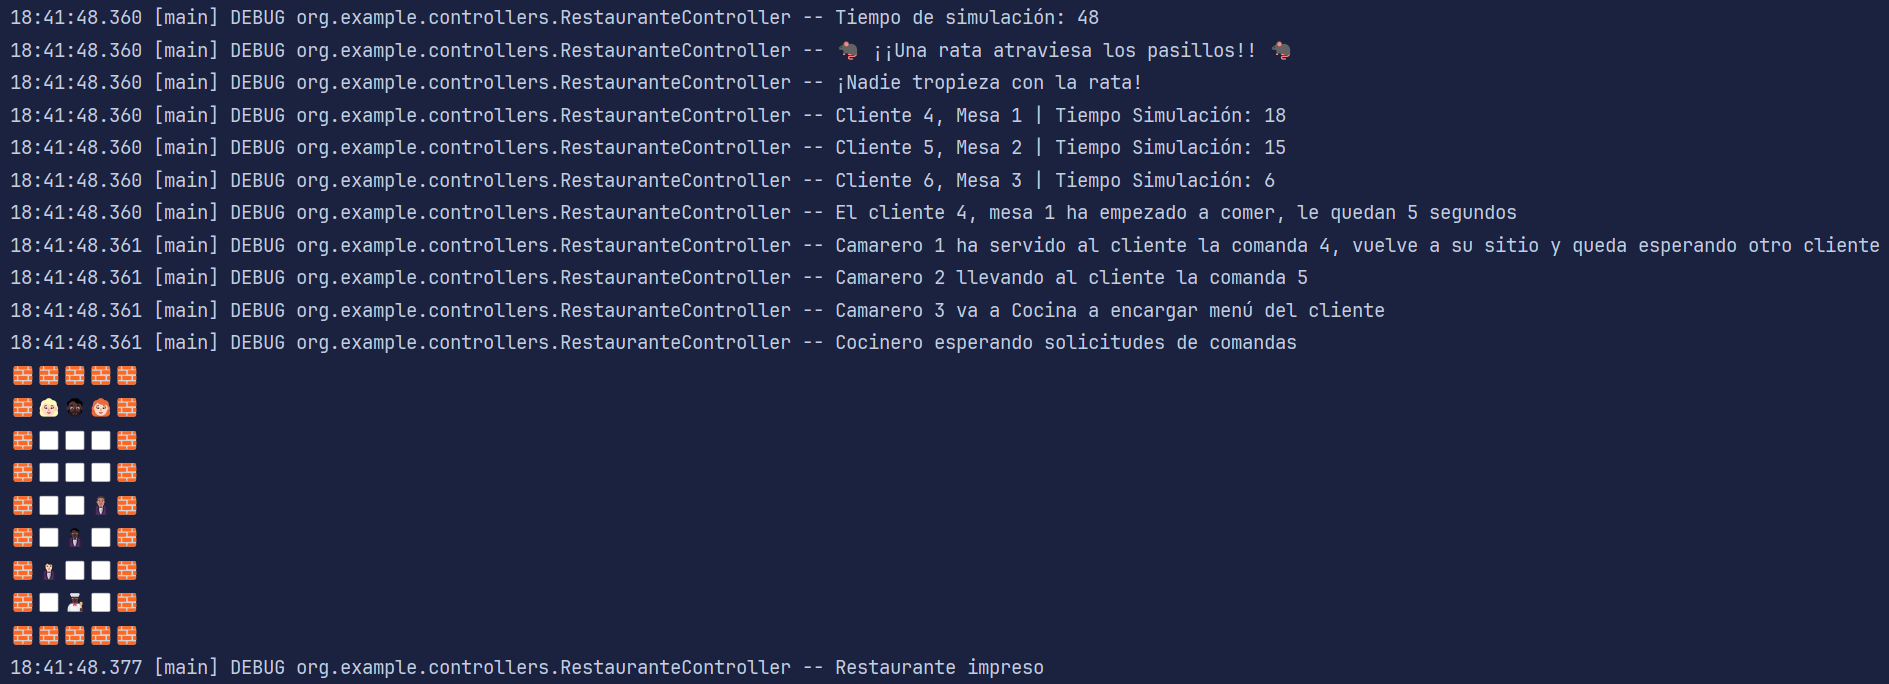 18:41:48.360 [main] DEBUG org.example.controllers.RestauranteController -- Tiempo de simulación: 48
18:41:48.360 [main] DEBUG org.example.controllers.RestauranteController -- 🐀 ¡¡Una rata atraviesa los pasillos!! 🐀
18:41:48.360 [main] DEBUG org.example.controllers.RestauranteController -- ¡Nadie tropieza con la rata!
18:41:48.360 [main] DEBUG org.example.controllers.RestauranteController -- Cliente 4, Mesa 1 | Tiempo Simulación: 18
18:41:48.360 [main] DEBUG org.example.controllers.RestauranteController -- Cliente 5, Mesa 2 | Tiempo Simulación: 15
18:41:48.360 [main] DEBUG org.example.controllers.RestauranteController -- Cliente 6, Mesa 3 | Tiempo Simulación: 6
18:41:48.360 [main] DEBUG org.example.controllers.RestauranteController -- El cliente 4, mesa 1 ha empezado a comer, le quedan 5 segundos
18:41:48.361 [main] DEBUG org.example.controllers.RestauranteController -- Camarero 1 ha servido al cliente la comanda 4, vuelve a su sitio y queda esperando otro cliente
18:41:48.361 [main] DEBUG org.example.controllers.RestauranteController -- Camarero 2 llevando al cliente la comanda 5
18:41:48.361 [main] DEBUG org.example.controllers.RestauranteController -- Camarero 3 va a Cocina a encargar menú del cliente
18:41:48.361 [main] DEBUG org.example.controllers.RestauranteController -- Cocinero esperando solicitudes de comandas
18:41:48.377 [main] DEBUG org.example.controllers.RestauranteController -- Restaurante impreso